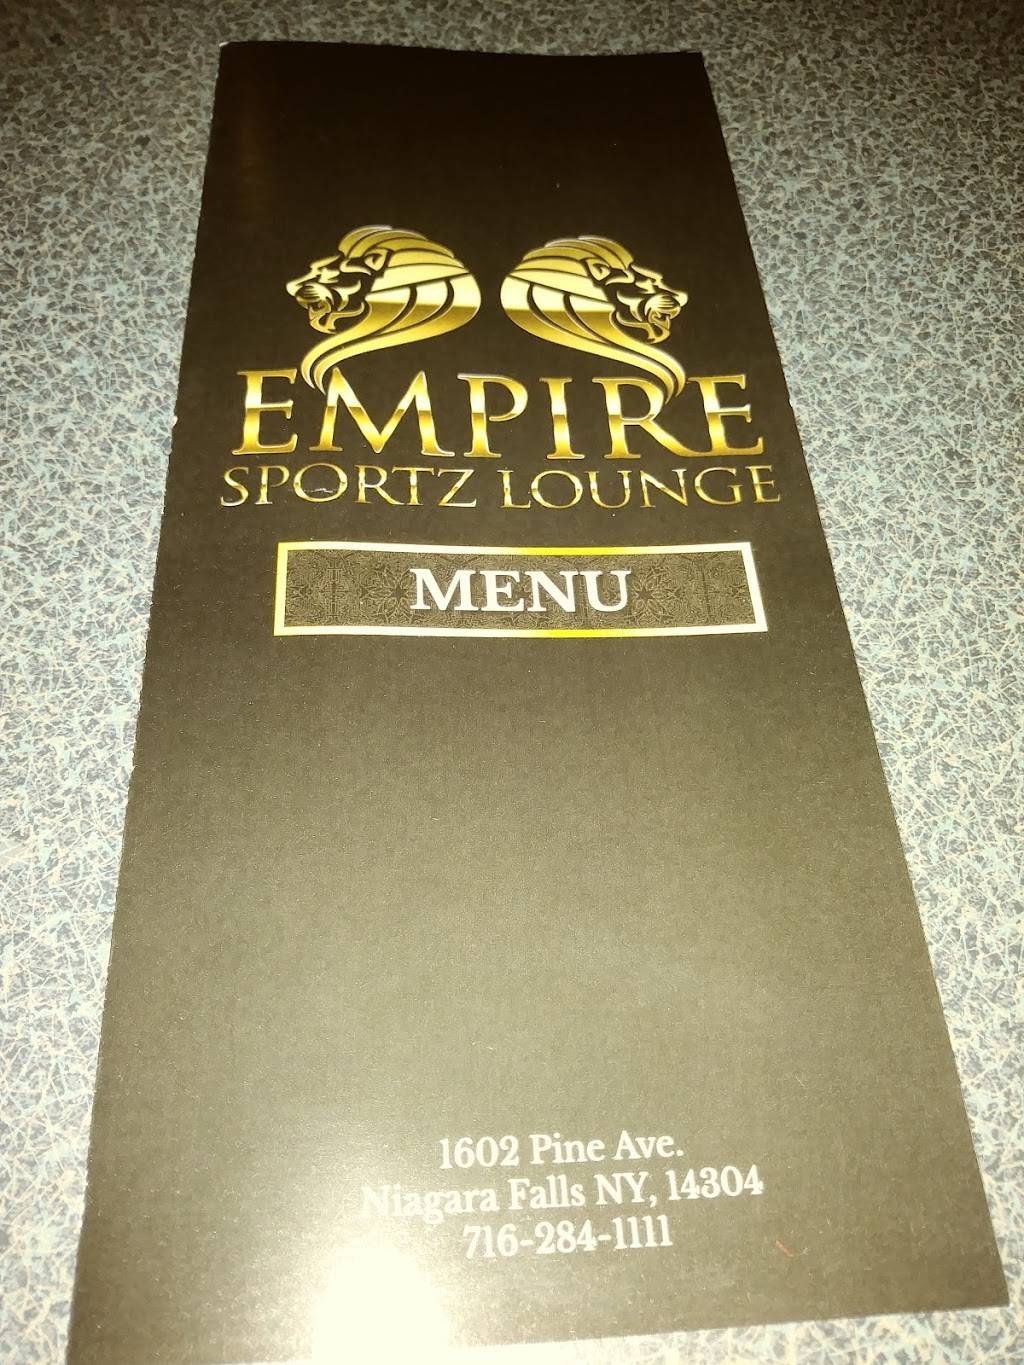 EMPIRE
SPORTZ LOUNGE
MENU
1602 Pine Ave.
Niagara Falls NY, 14304
716-284-1111